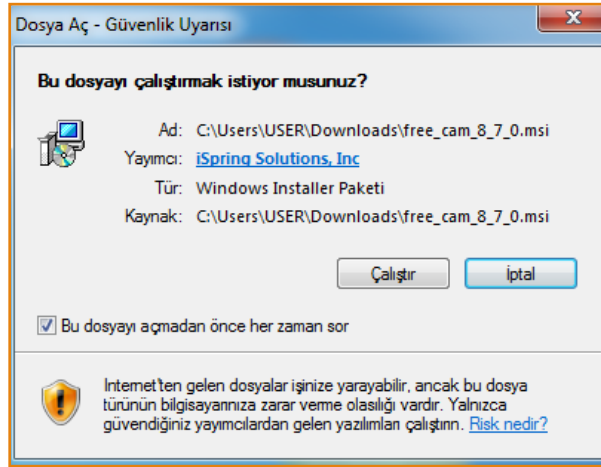 Dosya Aç - Güvenlik Uyarısı
Bu dosyayı çalıştırmak istiyor musunuz?
Ad: C:\Users\USER\Downloads\free_cam_8_7_0.msi
Yayımcı: iSpring Solutions, Inc
Tür: Windows Installer Paketi
Kaynak: C:\Users\USER\Downloads\free_cam_8_7_0.msi
Çalıştır İptal
Bu dosyayı açmadan önce her zaman sor
Internet'ten gelen dosyalar işinize yarayabilir, ancak bu dosya
türünün bilgisayarınıza zarar verme olasılığı vardır. Yalnızca
güvendiğiniz yayımcılardan gelen yazılımları çalıştırın. Risk nedir?